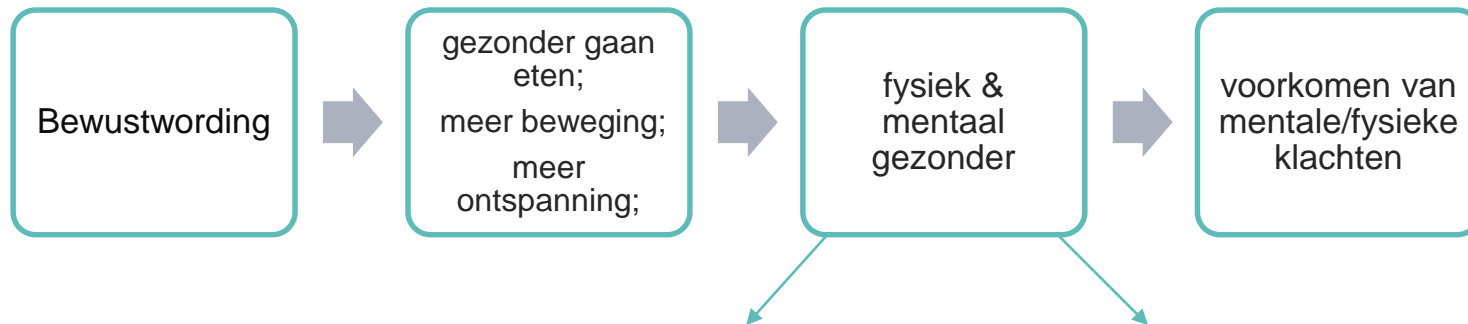 Bewustwording
gezonder gaan
eten;
meer beweging;
meer
ontspanning;
fysiek &
mentaal
gezonder
voorkomen van
mentale/fysieke
klachten